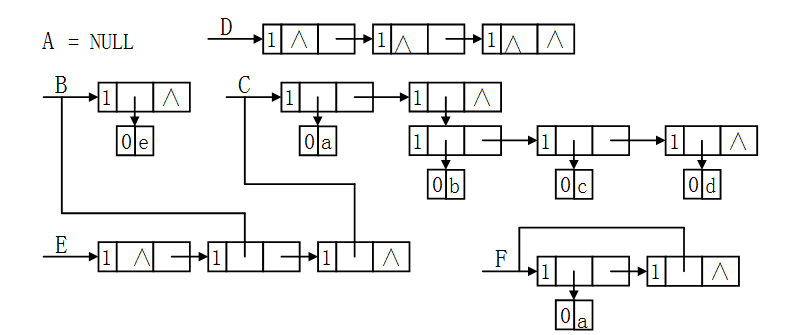 D
A = NULL
1 ∧ 1 ∧ 1 ∧ ∧
B C
1 ∧ 1 1 ∧
0 e 0 a 1 1 1 ∧
0 b 0 c 0 d
E F
1 ∧ 1 1 ∧
1 1 ∧
0 a